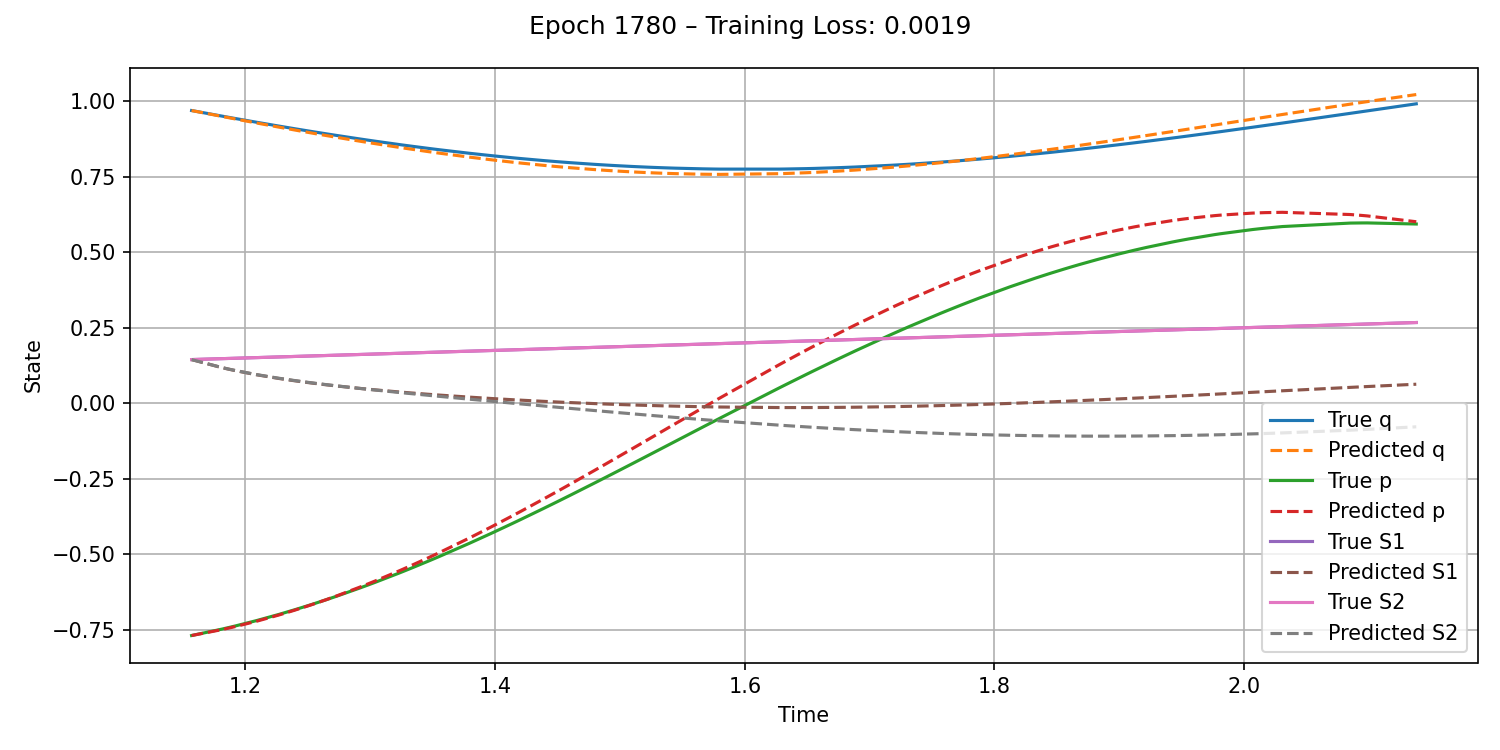 Epoch 1780 – Training Loss: 0.0019
1.00
0.75
0.50
0.25
0.00
−0.25
−0.50
−0.75
State
1.2
1.4
1.6
1.8
2.0
Time
True q
Predicted q
True p
Predicted p
True S1
Predicted S1
True S2
Predicted S2